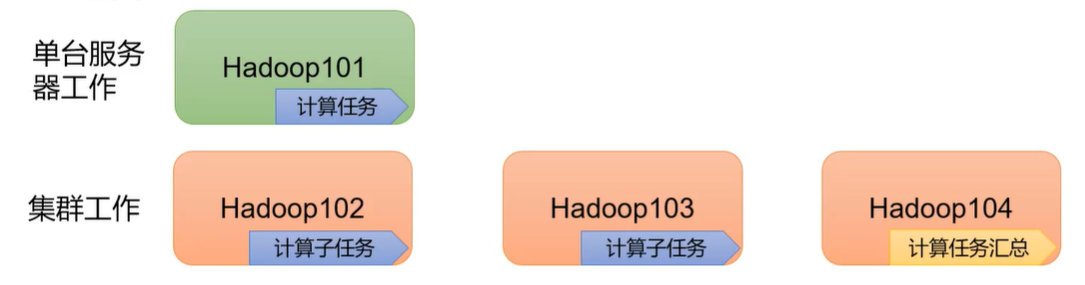 单台服务
器工作
Hadoop101
计算任务
集群工作
Hadoop102
计算子任务
Hadoop103
计算子任务
Hadoop104
计算任务汇总